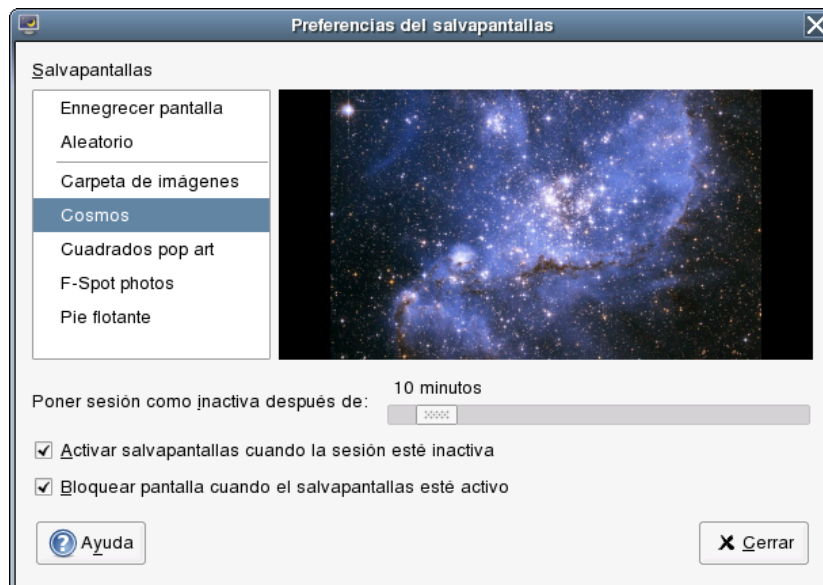 Preferencias del salvapantallas
Salvapantallas
Ennegrecer pantalla
Aleatorio
Carpeta de imágenes
Cosmos
Cuadrados pop art
F-Spot photos
Pie flotante
10 minutos
Poner sesión como inactiva después de:
Activar salvapantallas cuando la sesión esté inactiva
Bloquear pantalla cuando el salvapantallas esté activo
Ayuda
Cerrar